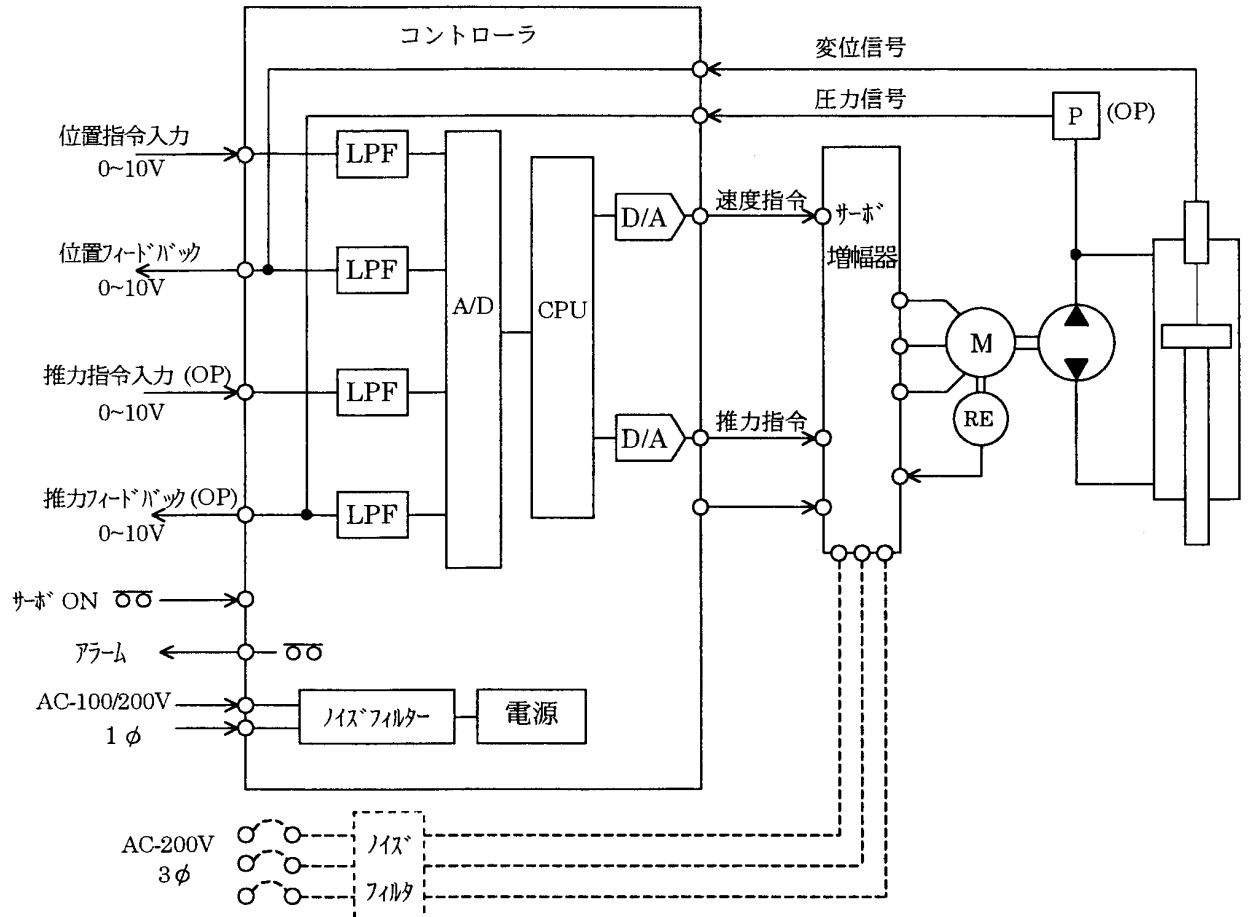 コントローラ
変位信号
圧力信号
P
(OP)
位置指令入力
0~10V
LPF
速度指令
サーボ
増幅器
D/A
位置フィードバック
0~10V
LPF
A/D
CPU
M
推力指令入力 (OP)
0~10V
LPF
推力指令
D/A
RE
推力フィードバック(OP)
0~10V
LPF
サーボ ON
アラーム
AC-100/200V
1φ
ノイズフィルター
電源
AC-200V
3φ
ノイズ
フィルタ